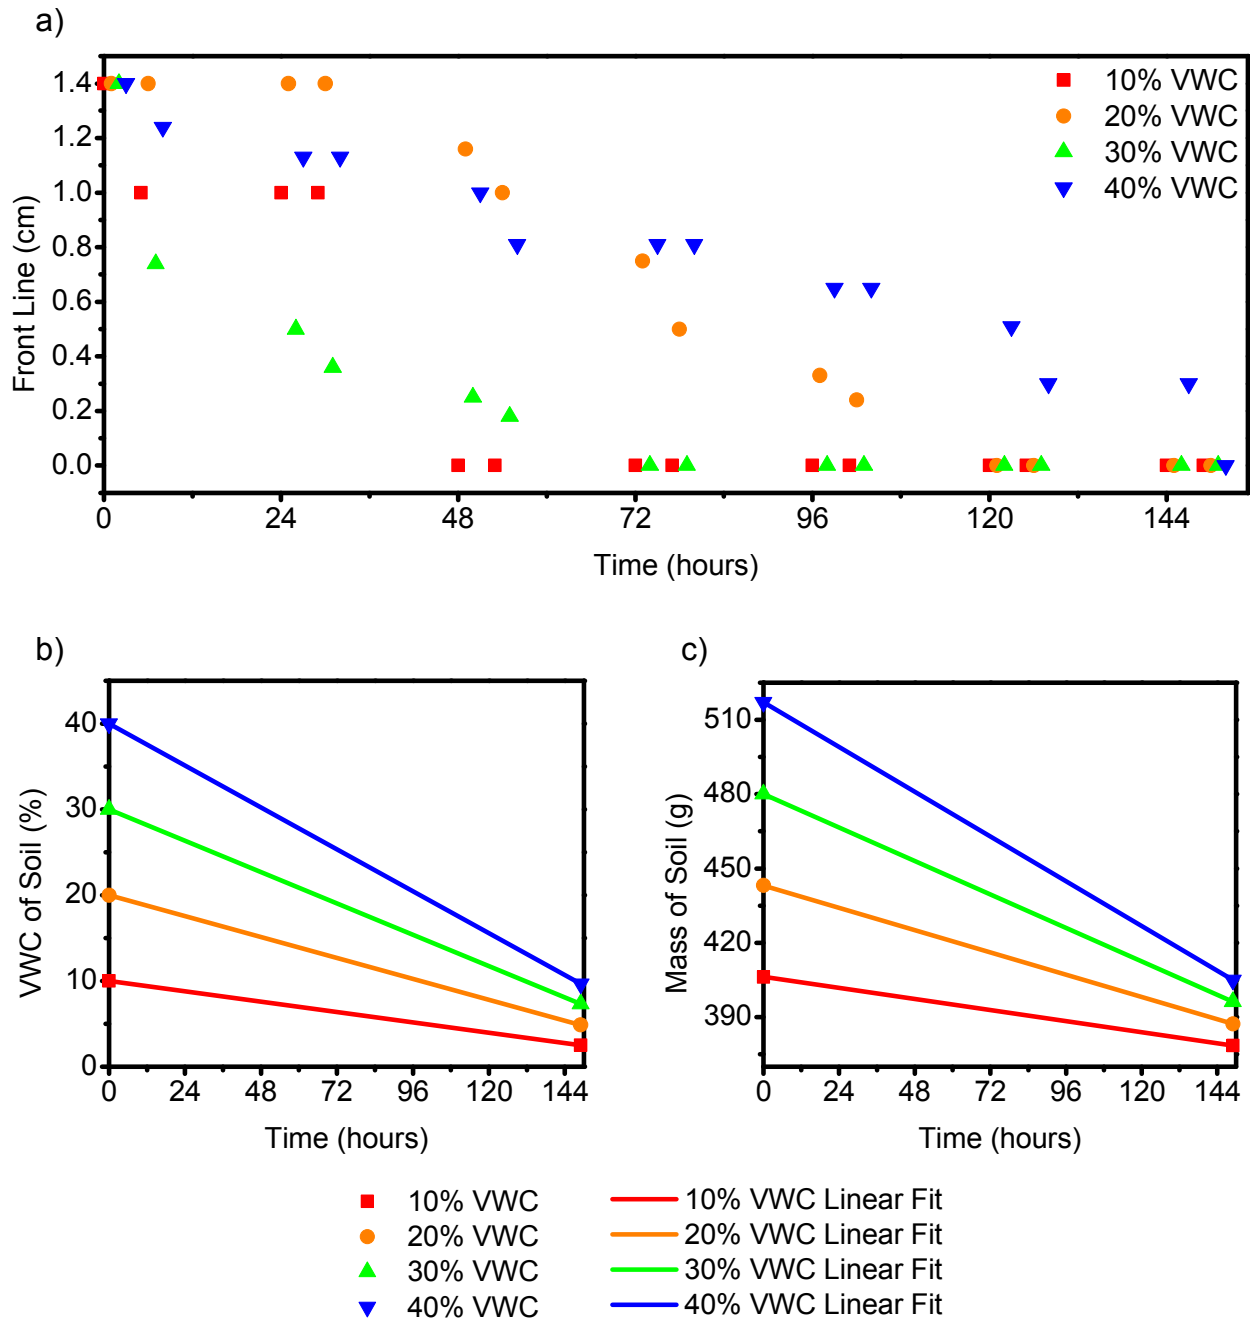 a)
1.4
1.2
1.0
0.8
0.6
0.4
0.2
0.0
Front Line (cm)
10% VWC
20% VWC
30% VWC
40% VWC
0 24 48 72 96 120 144
Time (hours)
b)
40
30
20
10
0
VWC of Soil (%)
0 24 48 72 96 120 144
Time (hours)
c)
510
480
450
420
390
Mass of Soil (g)
0 24 48 72 96 120 144
Time (hours)
10% VWC 10% VWC Linear Fit
20% VWC 20% VWC Linear Fit
30% VWC 30% VWC Linear Fit
40% VWC 40% VWC Linear Fit